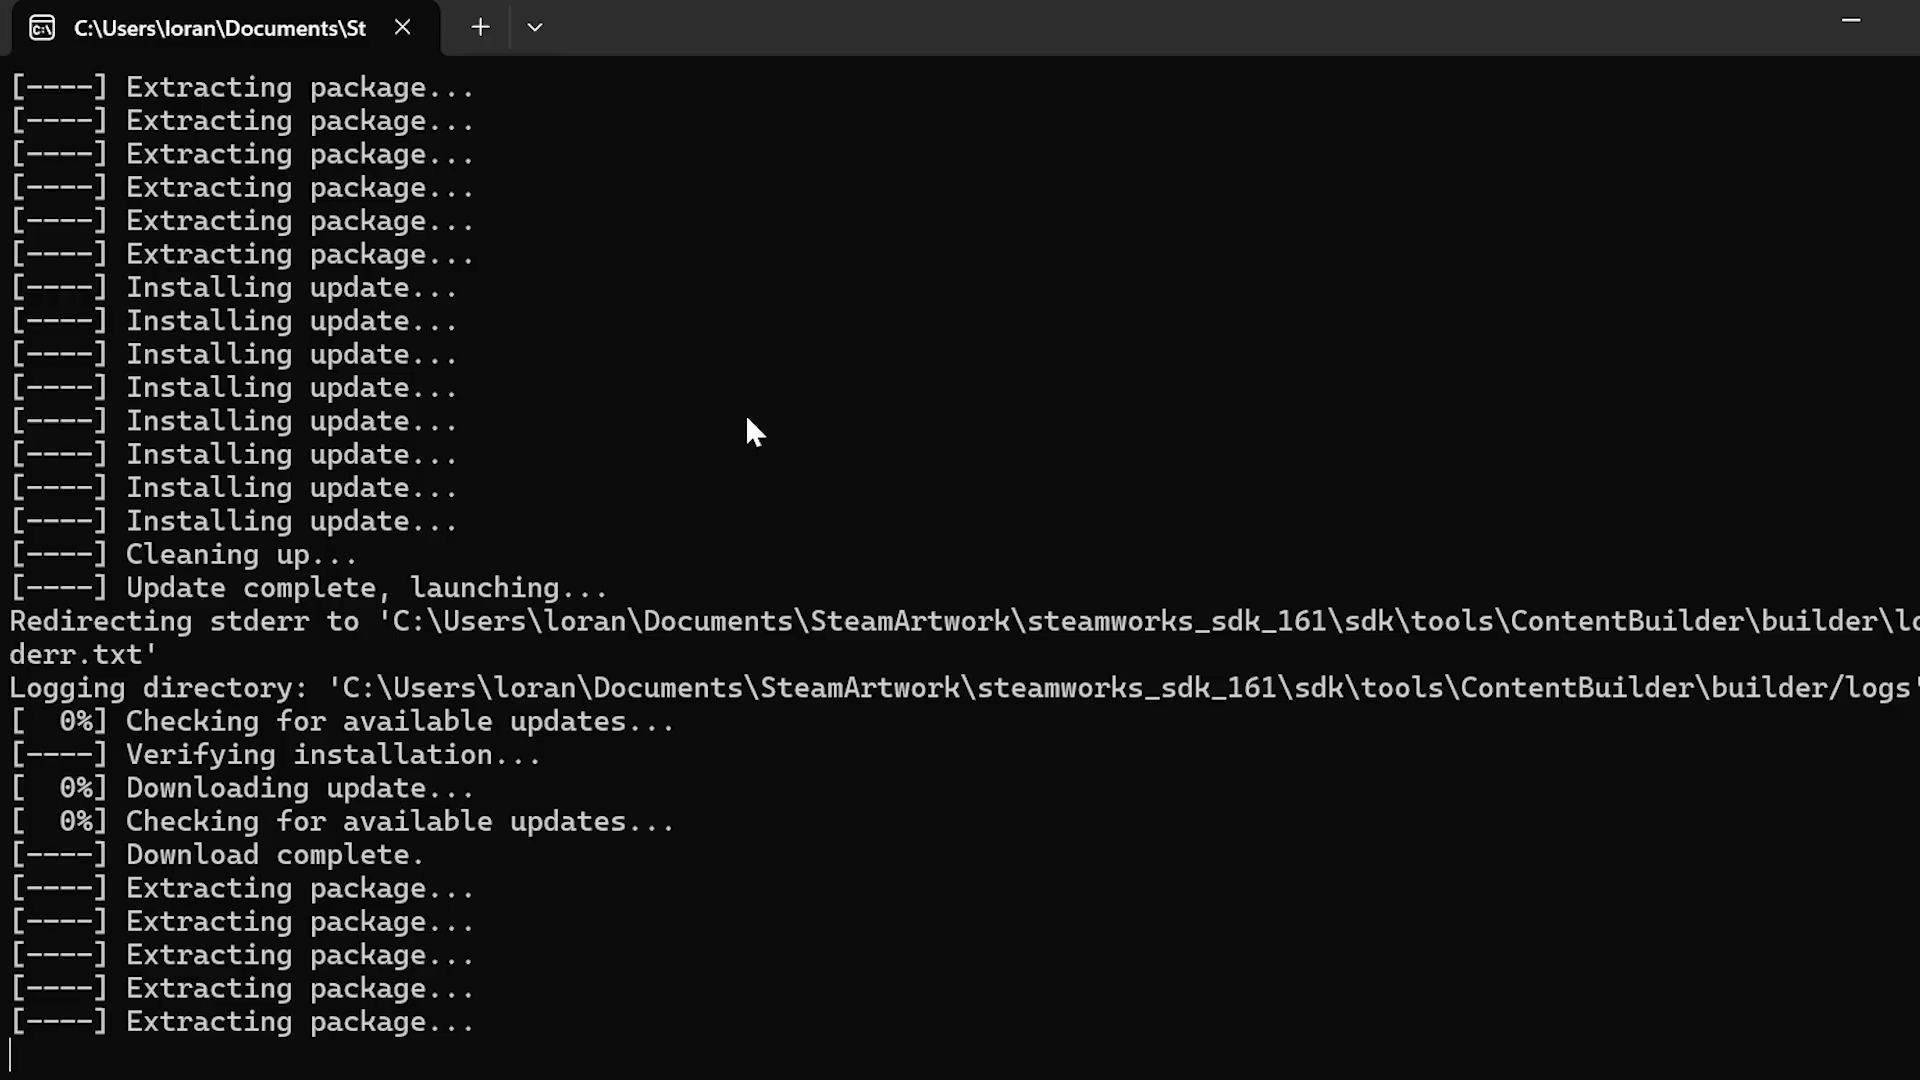 C:\Users\loran\Documents\St
[----] Extracting package...
[----] Extracting package...
[----] Extracting package...
[----] Extracting package...
[----] Extracting package...
[----] Extracting package...
[----] Installing update...
[----] Installing update...
[----] Installing update...
[----] Installing update...
[----] Installing update...
[----] Installing update...
[----] Installing update...
[----] Installing update...
[----] Cleaning up...
[----] Update complete, launching...
Redirecting stderr to 'C:\Users\loran\Documents\SteamArtwork\steamworks_sdk_161\sdk\tools\ContentBuilder\builder\lo
derr.txt'
Logging directory: 'C:\Users\loran\Documents\SteamArtwork\steamworks_sdk_161\sdk\tools\ContentBuilder\builder/logs'
[  0%] Checking for available updates...
[----] Verifying installation...
[  0%] Downloading update...
[  0%] Checking for available updates...
[----] Download complete.
[----] Extracting package...
[----] Extracting package...
[----] Extracting package...
[----] Extracting package...
[----] Extracting package...